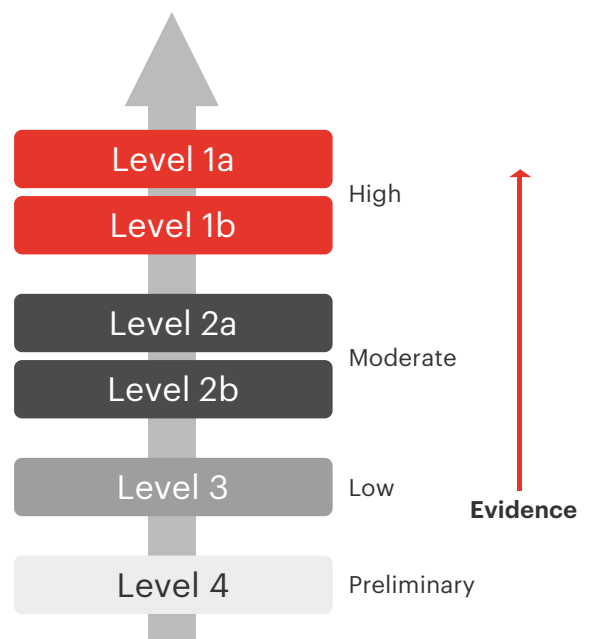 Level 1a
Level 1b
High
Level 2a
Level 2b
Moderate
Level 3
Low
Evidence
Level 4
Preliminary